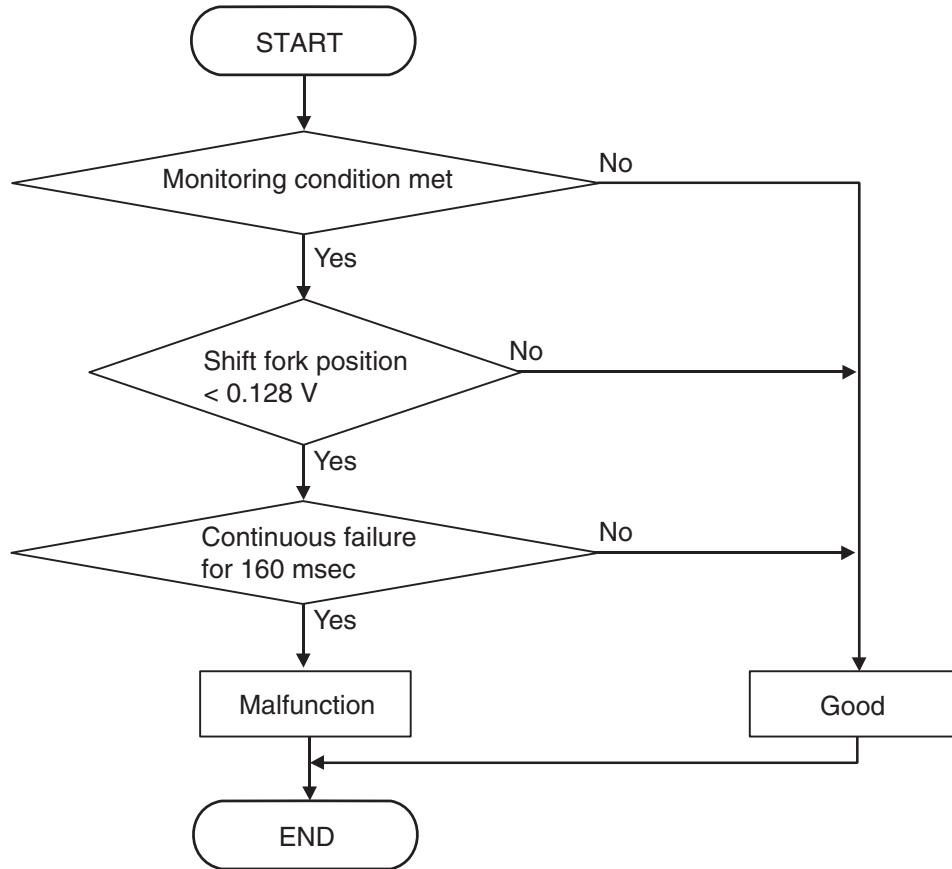 START
Monitoring condition met
No
Yes
Shift fork position
< 0.128 V
No
Yes
Continuous failure
for 160 msec
No
Yes
Malfunction
Good
END